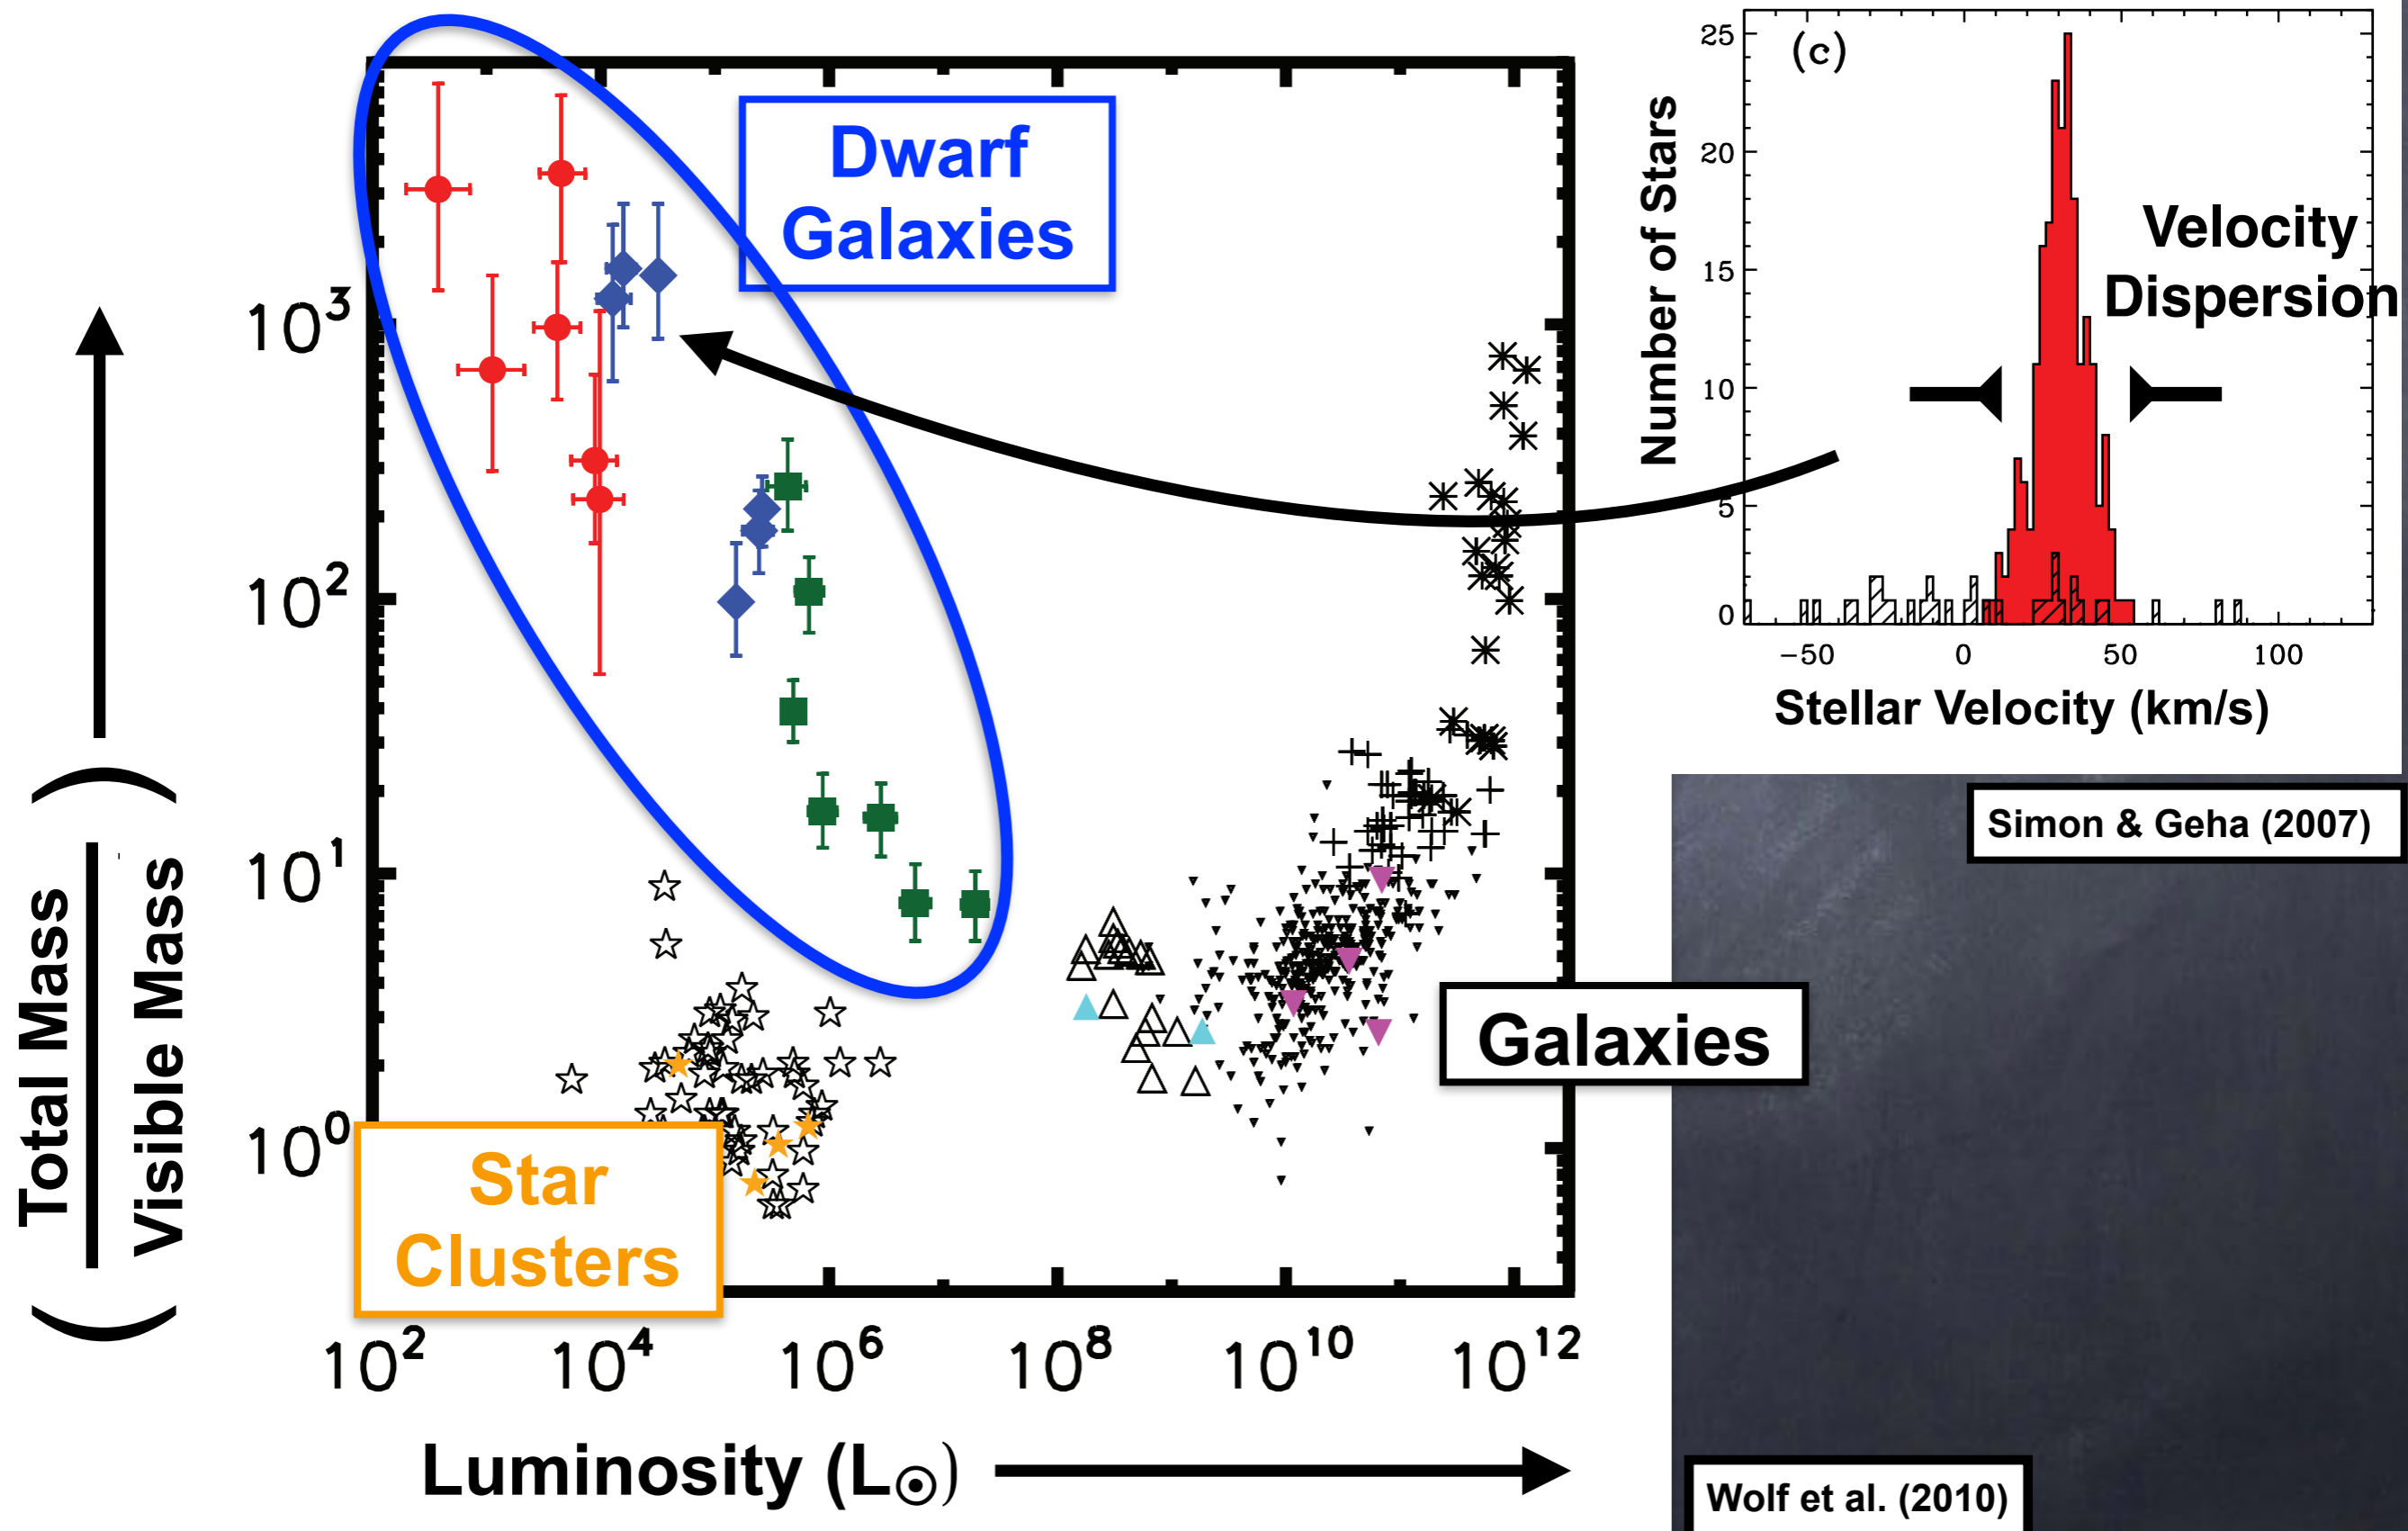 Dwarf
Galaxies
10³
10²
10¹
10⁰
( Total Mass
Visible Mass )
Star
Clusters
Galaxies
10² 10⁴ 10⁶ 10⁸ 10¹⁰ 10¹²
Luminosity (L☉)
(c)
Number of Stars
25
20
15
10
5
0
Velocity
Dispersion
−50 0 50 100
Stellar Velocity (km/s)
Simon & Geha (2007)
Wolf et al. (2010)